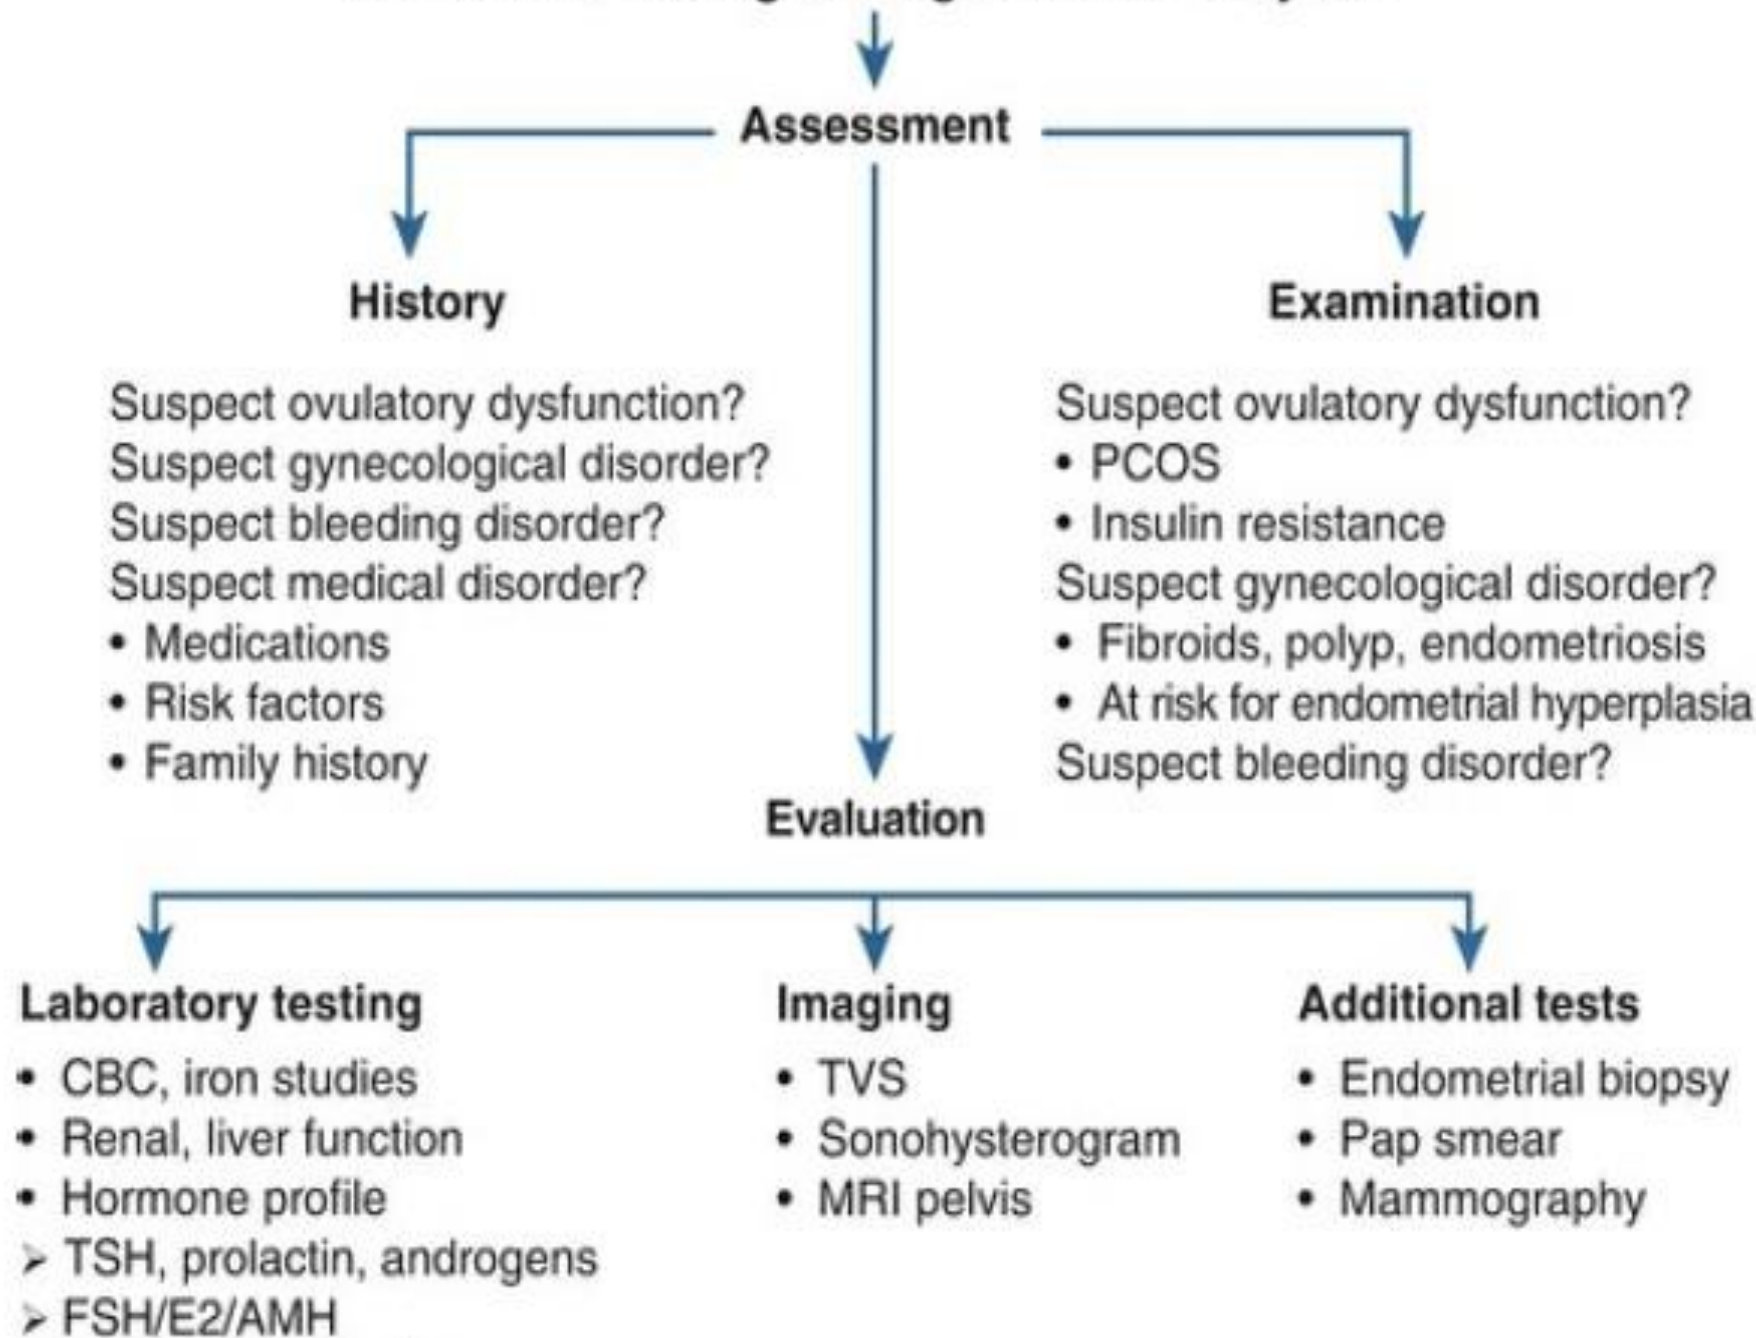 Assessment
History
Suspect ovulatory dysfunction?
Suspect gynecological disorder?
Suspect bleeding disorder?
Suspect medical disorder?
• Medications
• Risk factors
• Family history
Examination
Suspect ovulatory dysfunction?
• PCOS
• Insulin resistance
Suspect gynecological disorder?
• Fibroids, polyp, endometriosis
• At risk for endometrial hyperplasia
Suspect bleeding disorder?
Evaluation
Laboratory testing
• CBC, iron studies
• Renal, liver function
• Hormone profile
➢ TSH, prolactin, androgens
➢ FSH/E2/AMH
Imaging
• TVS
• Sonohysterogram
• MRI pelvis
Additional tests
• Endometrial biopsy
• Pap smear
• Mammography